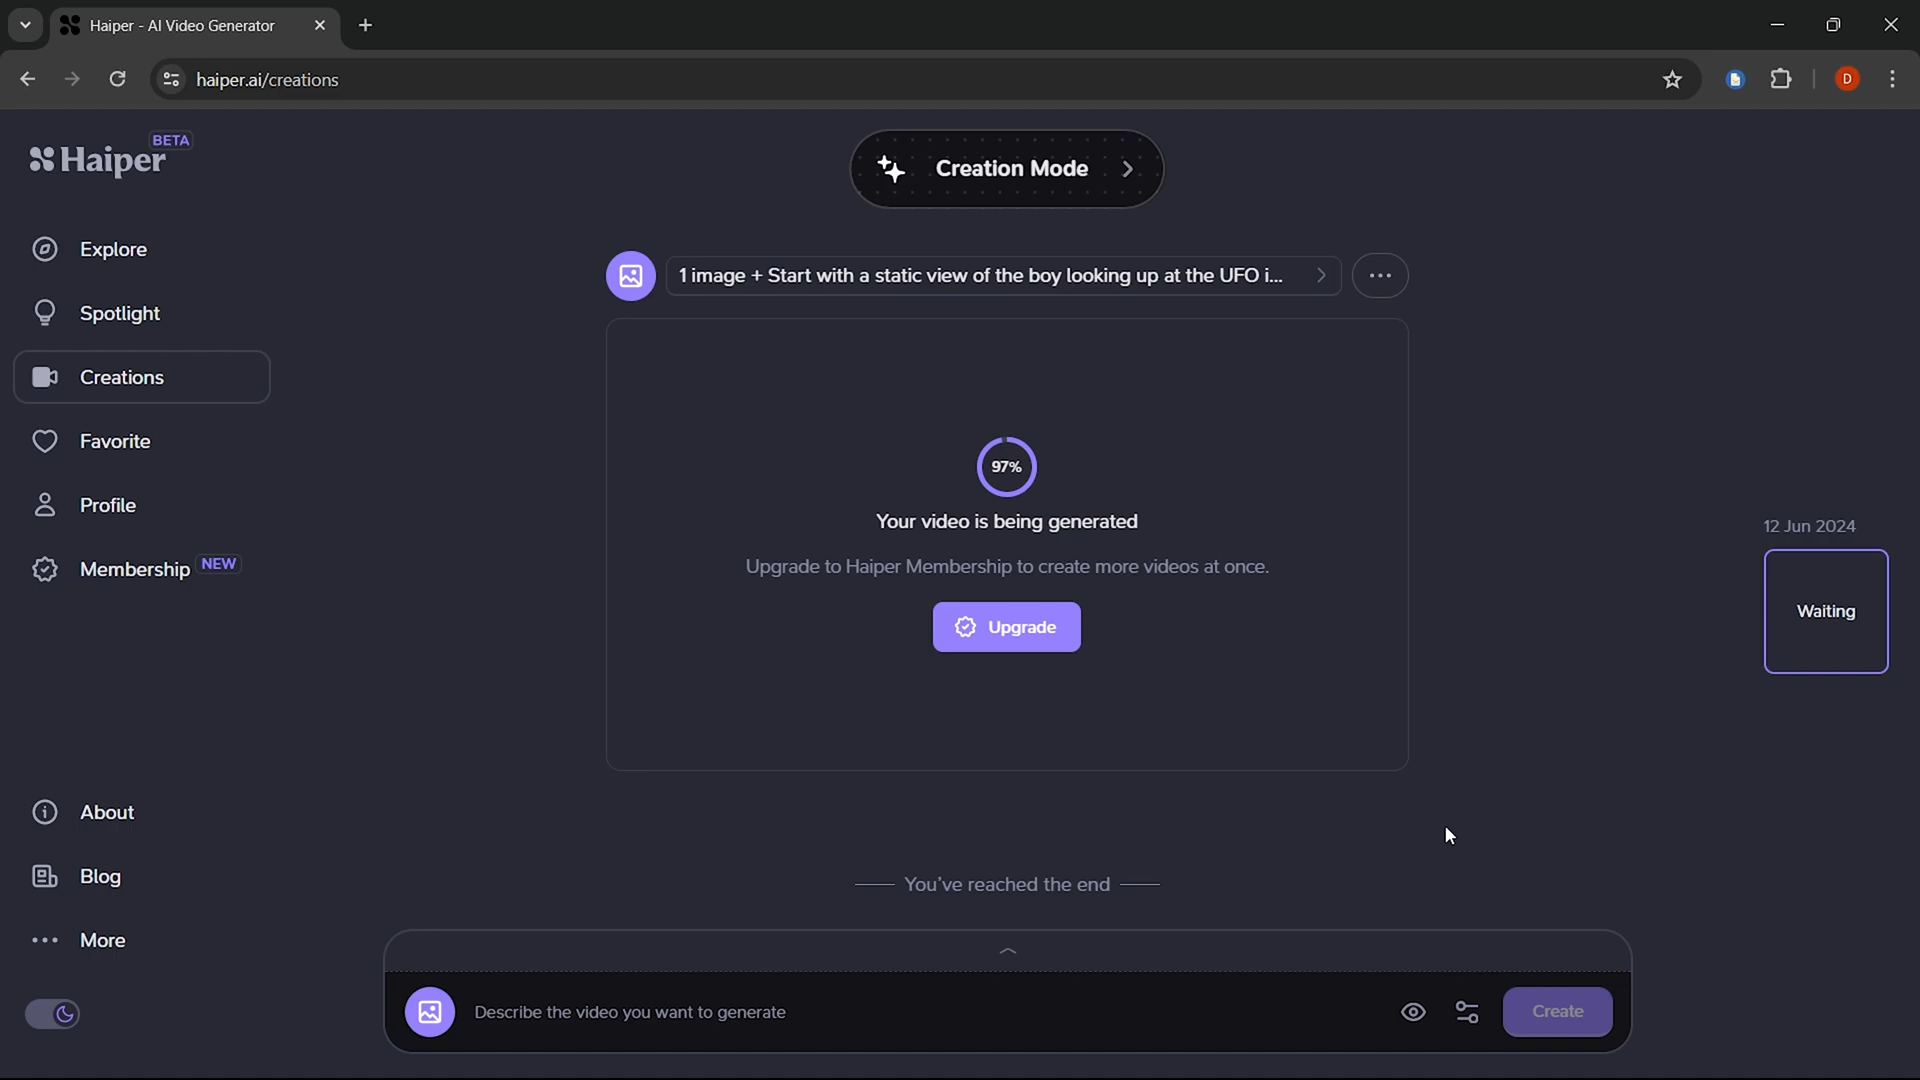 Haiper - AI Video Generator
haiper.ai/creations
D
Haiper BETA
Explore
Spotlight
Creations
Favorite
Profile
Membership NEW
About
Blog
More
Creation Mode
1 image + Start with a static view of the boy looking up at the UFO i...
97%
Your video is being generated
Upgrade to Haiper Membership to create more videos at once.
Upgrade
You've reached the end
Describe the video you want to generate
Create
12 Jun 2024
Waiting